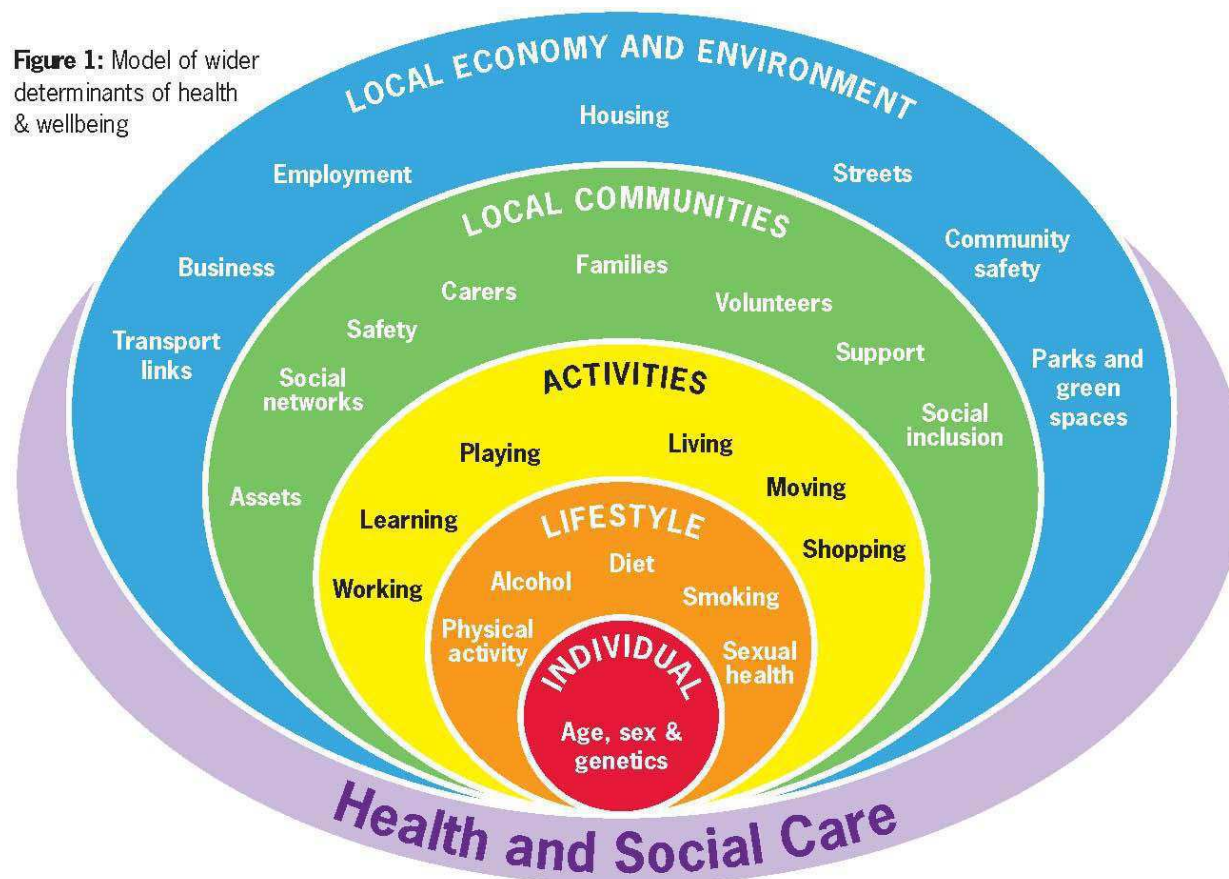 Figure 1: Model of wider
determinants of health
& wellbeing
LOCAL ECONOMY AND ENVIRONMENT
Housing
Employment
Streets
Business
Community
safety
Transport
links
Parks and
green
spaces
LOCAL COMMUNITIES
Families
Carers
Volunteers
Safety
Support
Social
networks
Social
inclusion
Assets
ACTIVITIES
Living
Playing
Moving
Learning
Shopping
Working
LIFESTYLE
Diet
Alcohol
Smoking
Physical
activity
Sexual
health
INDIVIDUAL
Age, sex &
genetics
Health and Social Care